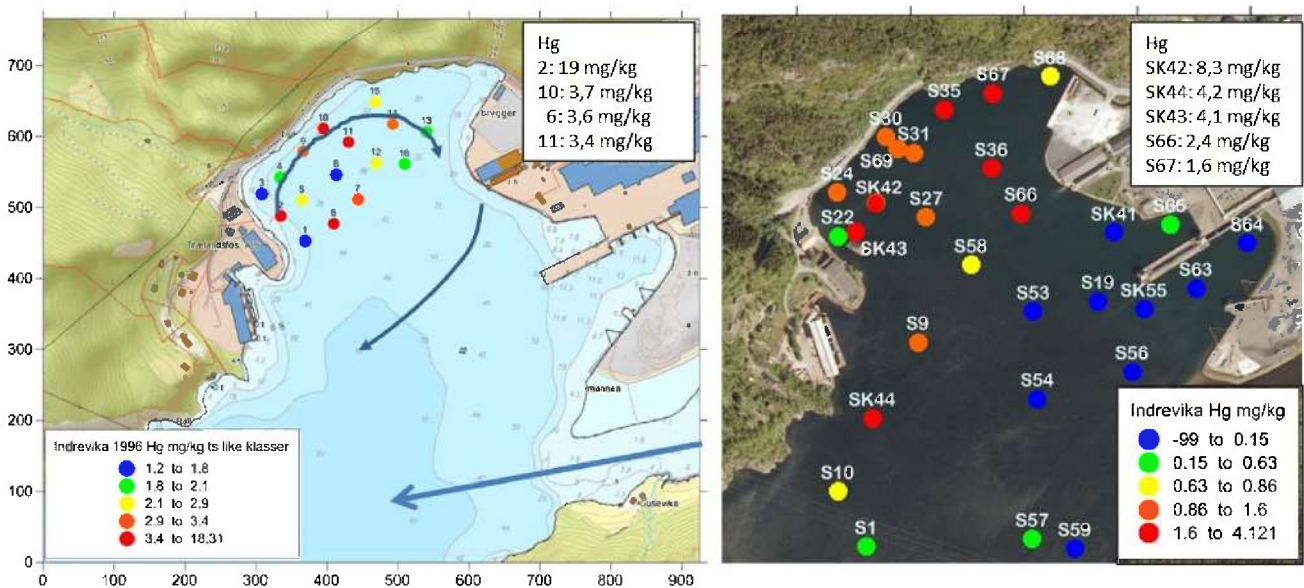 Hg
2: 19 mg/kg
10: 3,7 mg/kg
6: 3,6 mg/kg
11: 3,4 mg/kg
700
600
500
400
300
200
100
0
0 100 200 300 400 500 600 700 800 900
15
10
14
13
11
9
12
16
4
8
3
5
7
2
6
1
brygger
Indrevika 1996 Hg mg/kg ts like klasser
1.2 to 1.8
1.8 to 2.1
2.1 to 2.9
2.9 to 3.4
3.4 to 18.31
Hg
SK42: 8,3 mg/kg
SK44: 4,2 mg/kg
SK43: 4,1 mg/kg
S66: 2,4 mg/kg
S67: 1,6 mg/kg
S68
S67
S35
S30
S31
S69
S36
S24
SK42
S27
S66
S22
SK43
SK41
S65
S64
S58
S63
S19
SK55
S53
S9
S56
S54
SK44
S10
S1
S57
S59
Indrevika Hg mg/kg
-99 to 0.15
0.15 to 0.63
0.63 to 0.86
0.86 to 1.6
1.6 to 4.121